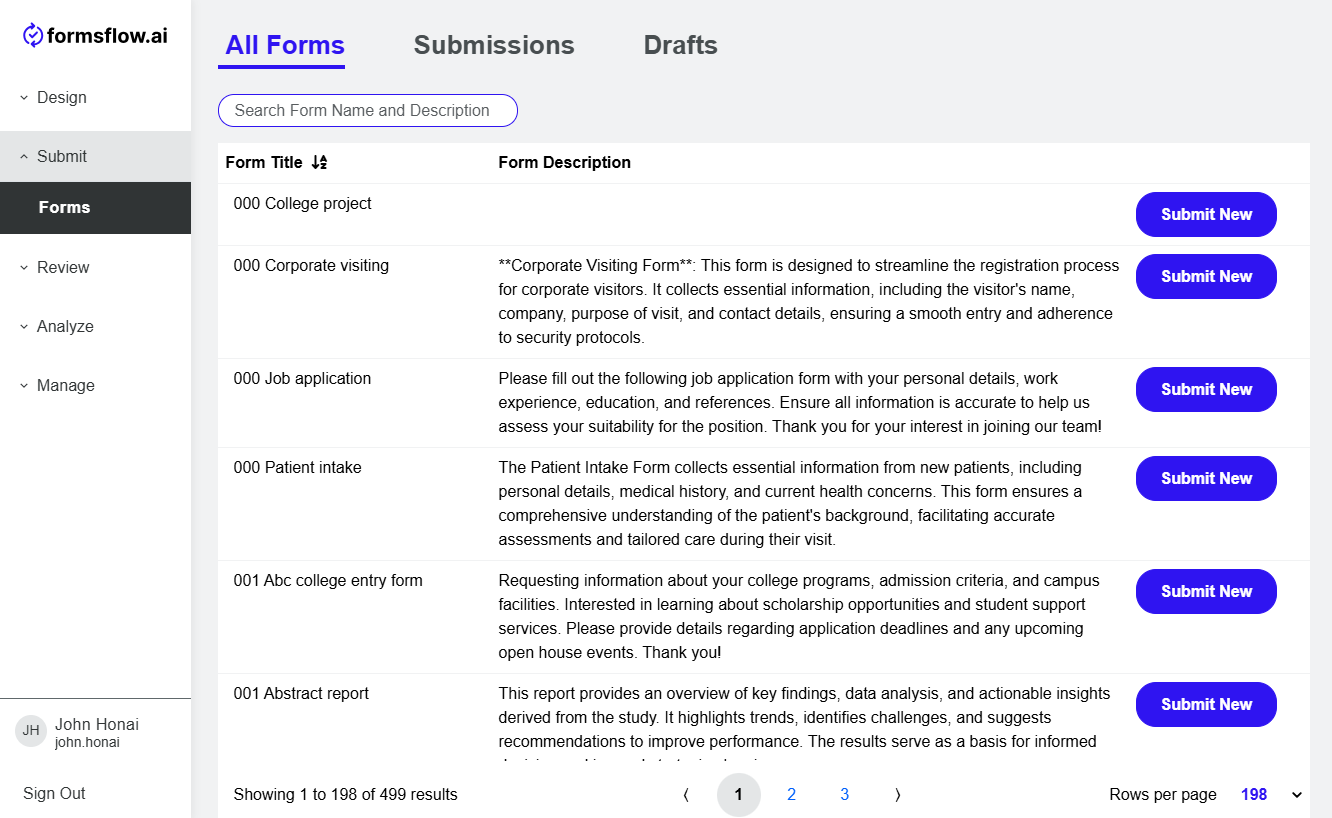 formsflow.ai
Design
Submit
Forms
Review
Analyze
Manage
JH
John Honai
john.honai
Sign Out
All Forms
Submissions
Drafts
Search Form Name and Description
Form Title
Form Description
000 College project
Submit New
000 Corporate visiting
**Corporate Visiting Form**: This form is designed to streamline the registration process
for corporate visitors. It collects essential information, including the visitor's name,
company, purpose of visit, and contact details, ensuring a smooth entry and adherence
to security protocols.
Submit New
000 Job application
Please fill out the following job application form with your personal details, work
experience, education, and references. Ensure all information is accurate to help us
assess your suitability for the position. Thank you for your interest in joining our team!
Submit New
000 Patient intake
The Patient Intake Form collects essential information from new patients, including
personal details, medical history, and current health concerns. This form ensures a
comprehensive understanding of the patient's background, facilitating accurate
assessments and tailored care during their visit.
Submit New
001 Abc college entry form
Requesting information about your college programs, admission criteria, and campus
facilities. Interested in learning about scholarship opportunities and student support
services. Please provide details regarding application deadlines and any upcoming
open house events. Thank you!
Submit New
001 Abstract report
This report provides an overview of key findings, data analysis, and actionable insights
derived from the study. It highlights trends, identifies challenges, and suggests
recommendations to improve performance. The results serve as a basis for informed
Submit New
Showing 1 to 198 of 499 results
1
2
3
Rows per page
198